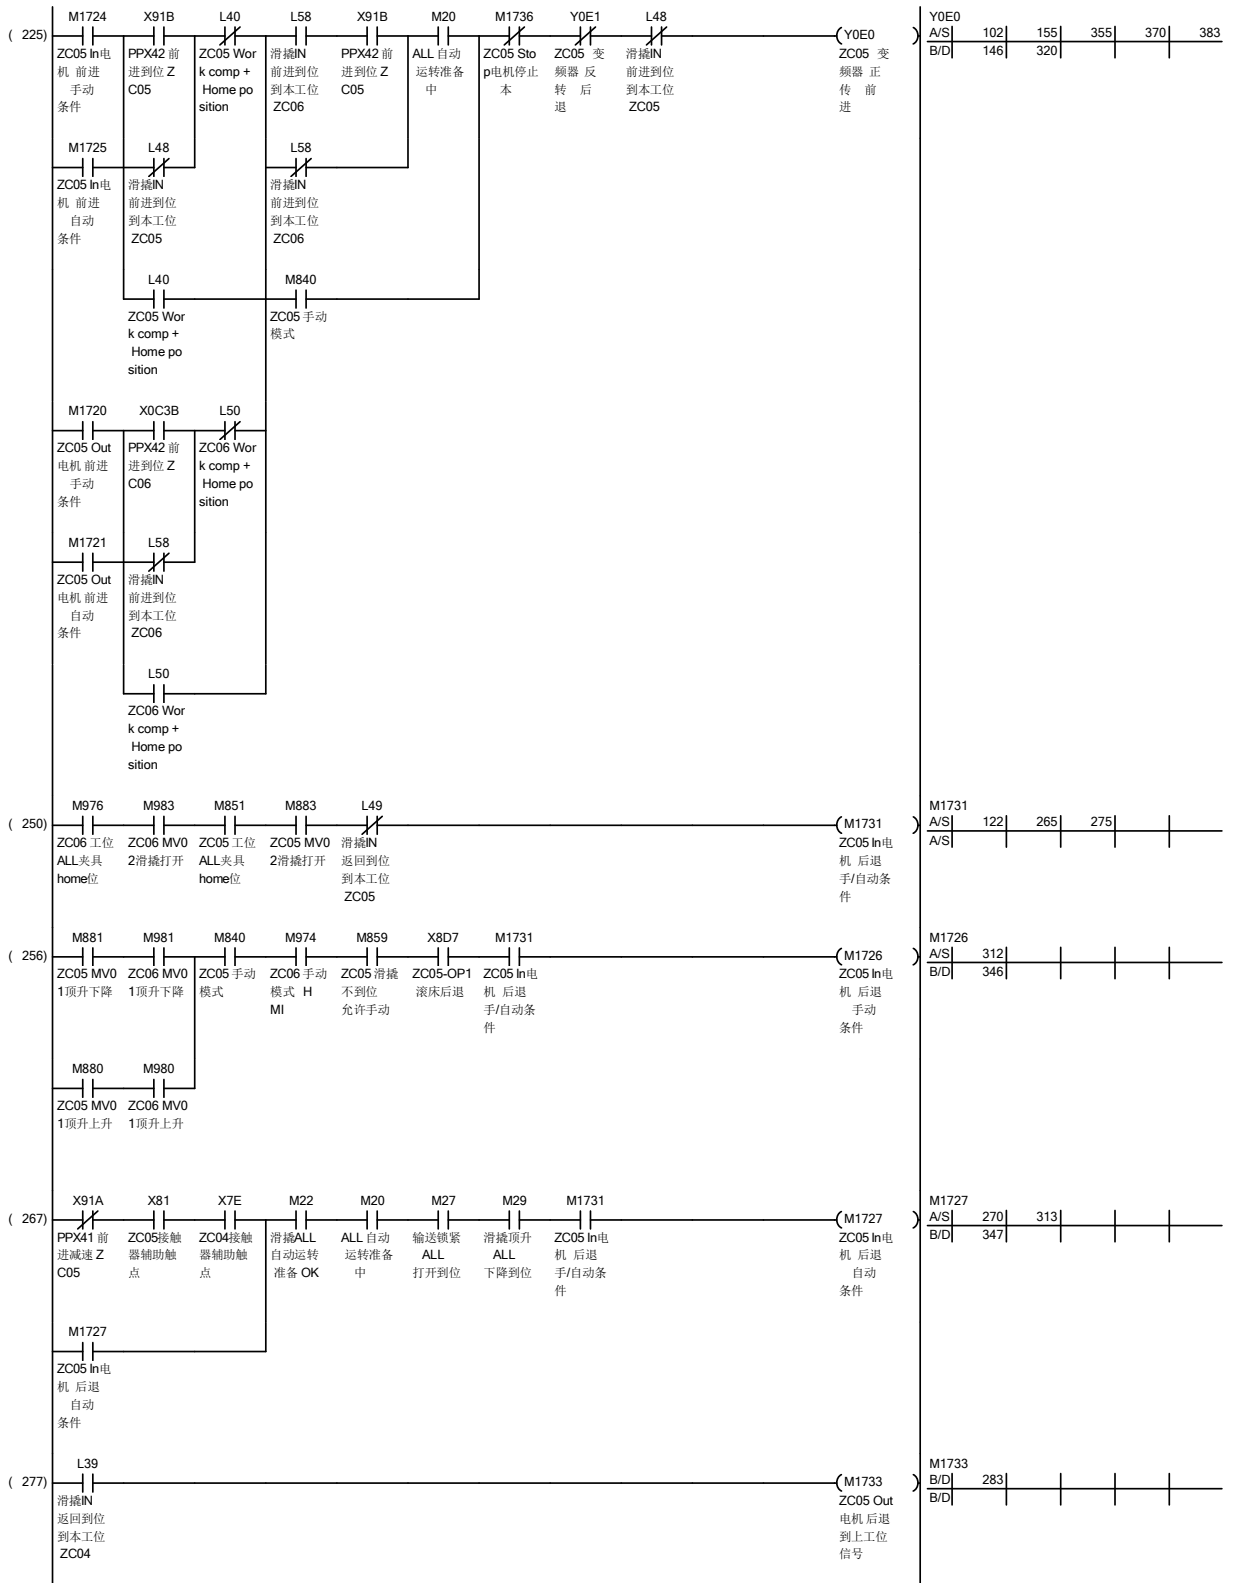 M1724 X91B L40 L58 X91B M20 M1736 Y0E1 L48 Y0E0
( 225) (Y0E0 ) A/S 102 155 355 370 383
ZC05 In电 PPX42 前 ZC05 Wor 滑撬IN PPX42 前 ALL 自动 ZC05 Sto ZC05 变 滑撬IN ZC05 变 B/D 146 320
机 前进 进到位 Z k comp + 前进到位 进到位 Z 运转准备 p电机停止 频器 反 前进到位 频器 正
手动 C05 Home po 到本工位 C05 中 本 转 后 到本工位 传 前
条件 sition ZC06 退 ZC05 进
M1725 L48 L58
ZC05 In电 滑撬IN 滑撬IN
机 前进 前进到位 前进到位
自动 到本工位 到本工位
条件 ZC05 ZC06
L40 M840
ZC05 Wor ZC05 手动
k comp + 模式
Home po
sition
M1720 X0C3B L50
ZC05 Out PPX42 前 ZC06 Wor
电机 前进 进到位 Z k comp +
手动 C06 Home po
条件 sition
M1721 L58
ZC05 Out 滑撬IN
电机 前进 前进到位
自动 到本工位
条件 ZC06
L50
ZC06 Wor
k comp +
Home po
sition
M976 M983 M851 M883 L49 M1731
( 250) (M1731 ) A/S 122 265 275
ZC06 工位 ZC06 MV0 ZC05 工位 ZC05 MV0 滑撬IN ZC05 In电 A/S
ALL夹具 2滑撬打开 ALL夹具 2滑撬打开 返回到位 机 后退
home位 home位 到本工位 手/自动条
ZC05 件
M881 M981 M840 M974 M859 X8D7 M1731 M1726
( 256) (M1726 ) A/S 312
ZC05 MV0 ZC06 MV0 ZC05 手动 ZC06 手动 ZC05 滑撬 ZC05-OP1 ZC05 In电 ZC05 In电 B/D 346
1顶升下降 1顶升下降 模式 模式 H 不到位 滚床后退 机 后退 机 后退
MI 允许手动 手/自动条 手动
件 条件
M880 M980
ZC05 MV0 ZC06 MV0
1顶升上升 1顶升上升
X91A X81 X7E M22 M20 M27 M29 M1731 M1727
( 267) (M1727 ) A/S 270 313
PPX41 前 ZC05接触 ZC04接触 滑撬ALL ALL 自动 输送锁紧 滑撬顶升 ZC05 In电 ZC05 In电 B/D 347
进减速 Z 器辅助触 器辅助触 自动运转 运转准备 ALL ALL 机 后退 机 后退
C05 点 点 准备 OK 中 打开到位 下降到位 手/自动条 自动
件 条件
M1727
ZC05 In电
机 后退
自动
条件
L39 M1733
( 277) (M1733 ) B/D 283
滑撬IN ZC05 Out B/D
返回到位 电机 后退
到本工位 到上工位
ZC04 信号